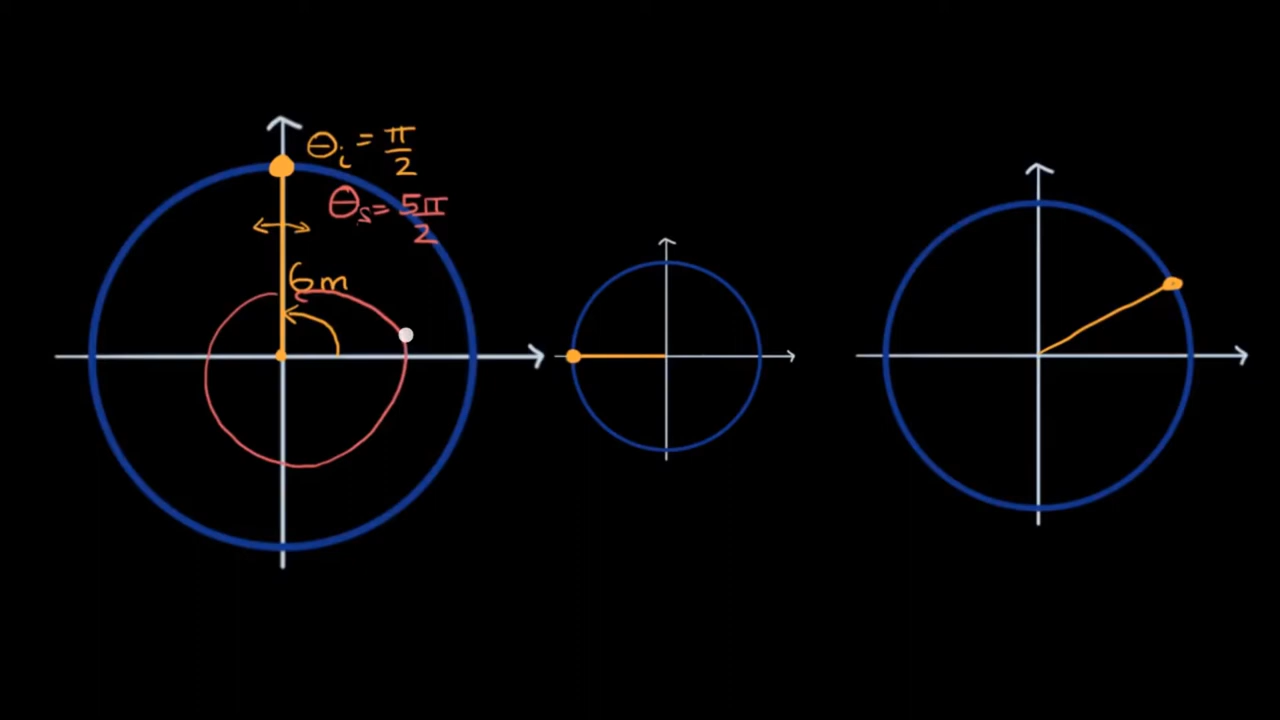 θi = π/2
θs = 5π/2
6m